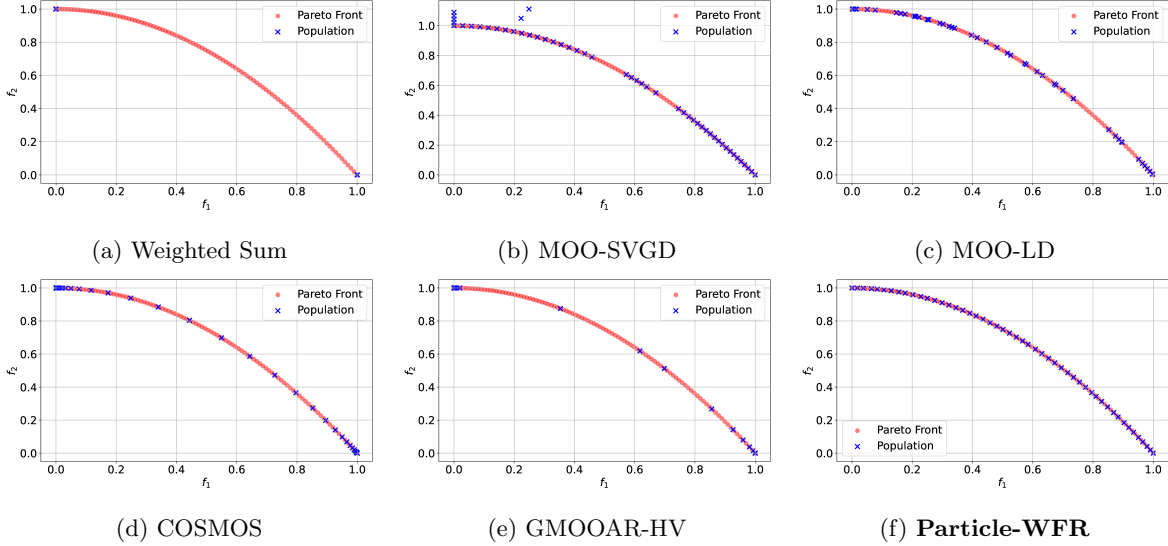 1.0
0.8
0.6
0.4
0.2
0.0
f₂
0.0 0.2 0.4 0.6 0.8 1.0
f₁
Pareto Front
Population
(a) Weighted Sum
1.0
0.8
0.6
0.4
0.2
0.0
f₂
0.0 0.2 0.4 0.6 0.8 1.0
f₁
Pareto Front
Population
(b) MOO-SVGD
1.0
0.8
0.6
0.4
0.2
0.0
f₂
0.0 0.2 0.4 0.6 0.8 1.0
f₁
Pareto Front
Population
(c) MOO-LD
1.0
0.8
0.6
0.4
0.2
0.0
f₂
0.0 0.2 0.4 0.6 0.8 1.0
f₁
Pareto Front
Population
(d) COSMOS
1.0
0.8
0.6
0.4
0.2
0.0
f₂
0.0 0.2 0.4 0.6 0.8 1.0
f₁
Pareto Front
Population
(e) GMOOAR-HV
1.0
0.8
0.6
0.4
0.2
0.0
f₂
0.0 0.2 0.4 0.6 0.8 1.0
f₁
Pareto Front
Population
(f) Particle-WFR